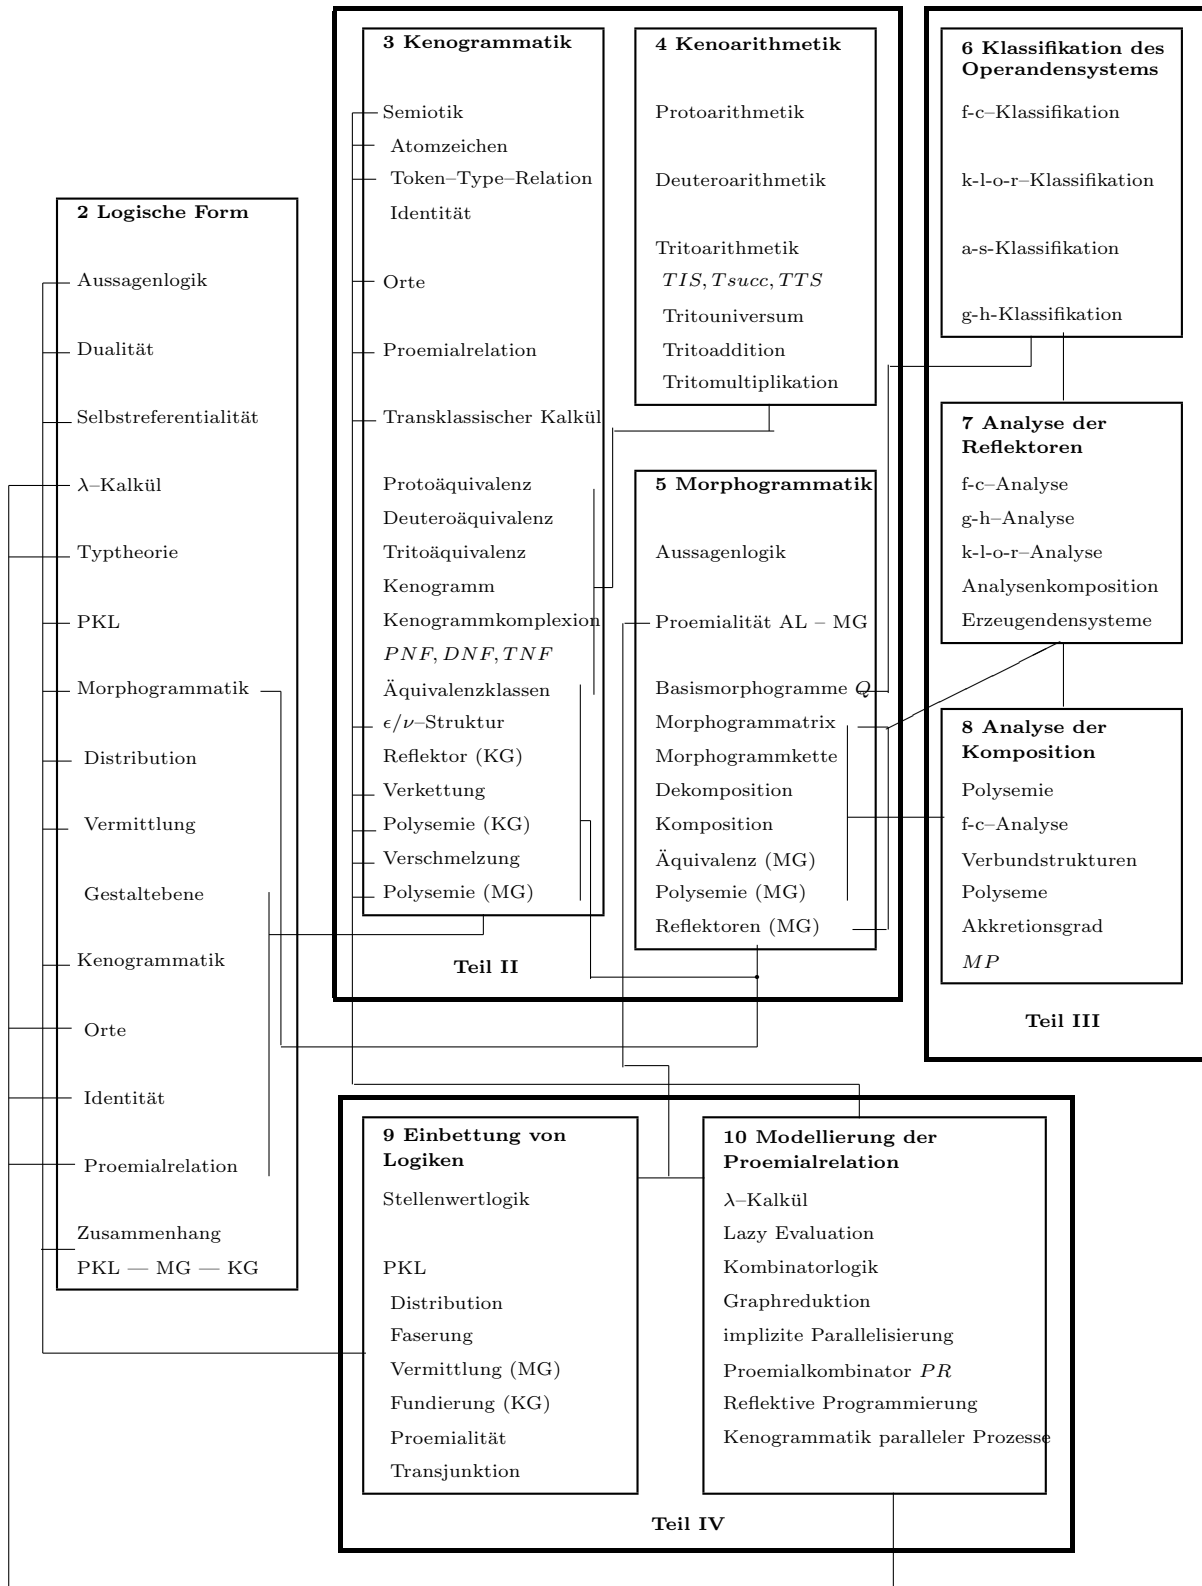 2 Logische Form
Aussagenlogik
Dualität
Selbstreferentialität
λ–Kalkül
Typtheorie
PKL
Morphogrammatik
Distribution
Vermittlung
Gestaltebene
Kenogrammatik
Orte
Identität
Proemialrelation
Zusammenhang
PKL — MG — KG
3 Kenogrammatik
Semiotik
Atomzeichen
Token–Type–Relation
Identität
Orte
Proemialrelation
Transklassischer Kalkül
Protoäquivalenz
Deuteroäquivalenz
Tritoäquivalenz
Kenogramm
Kenogrammkomplexion
PNF, DNF, TNF
Äquivalenzklassen
ϵ/ν–Struktur
Reflektor (KG)
Verkettung
Polysemie (KG)
Verschmelzung
Polysemie (MG)
4 Kenoarithmetik
Protoarithmetik
Deuteroarithmetik
Tritoarithmetik
TIS, Tsucc, TTS
Tritouniversum
Tritoaddition
Tritomultiplikation
5 Morphogrammatik
Aussagenlogik
Proemialität AL – MG
Basismorphogramme Q
Morphogrammatrix
Morphogrammkette
Dekomposition
Komposition
Äquivalenz (MG)
Polysemie (MG)
Reflektoren (MG)
Teil II
6 Klassifikation des
Operandensystems
f-c–Klassifikation
k-l-o-r–Klassifikation
a-s-Klassifikation
g-h-Klassifikation
7 Analyse der
Reflektoren
f-c–Analyse
g-h–Analyse
k-l-o-r–Analyse
Analysenkomposition
Erzeugendensysteme
8 Analyse der
Komposition
Polysemie
f-c–Analyse
Verbundstrukturen
Polyseme
Akkretionsgrad
MP
Teil III
9 Einbettung von
Logiken
Stellenwertlogik
PKL
Distribution
Faserung
Vermittlung (MG)
Fundierung (KG)
Proemialität
Transjunktion
10 Modellierung der
Proemialrelation
λ–Kalkül
Lazy Evaluation
Kombinatorlogik
Graphreduktion
implizite Parallelisierung
Proemialkombinator PR
Reflektive Programmierung
Kenogrammatik paralleler Prozesse
Teil IV